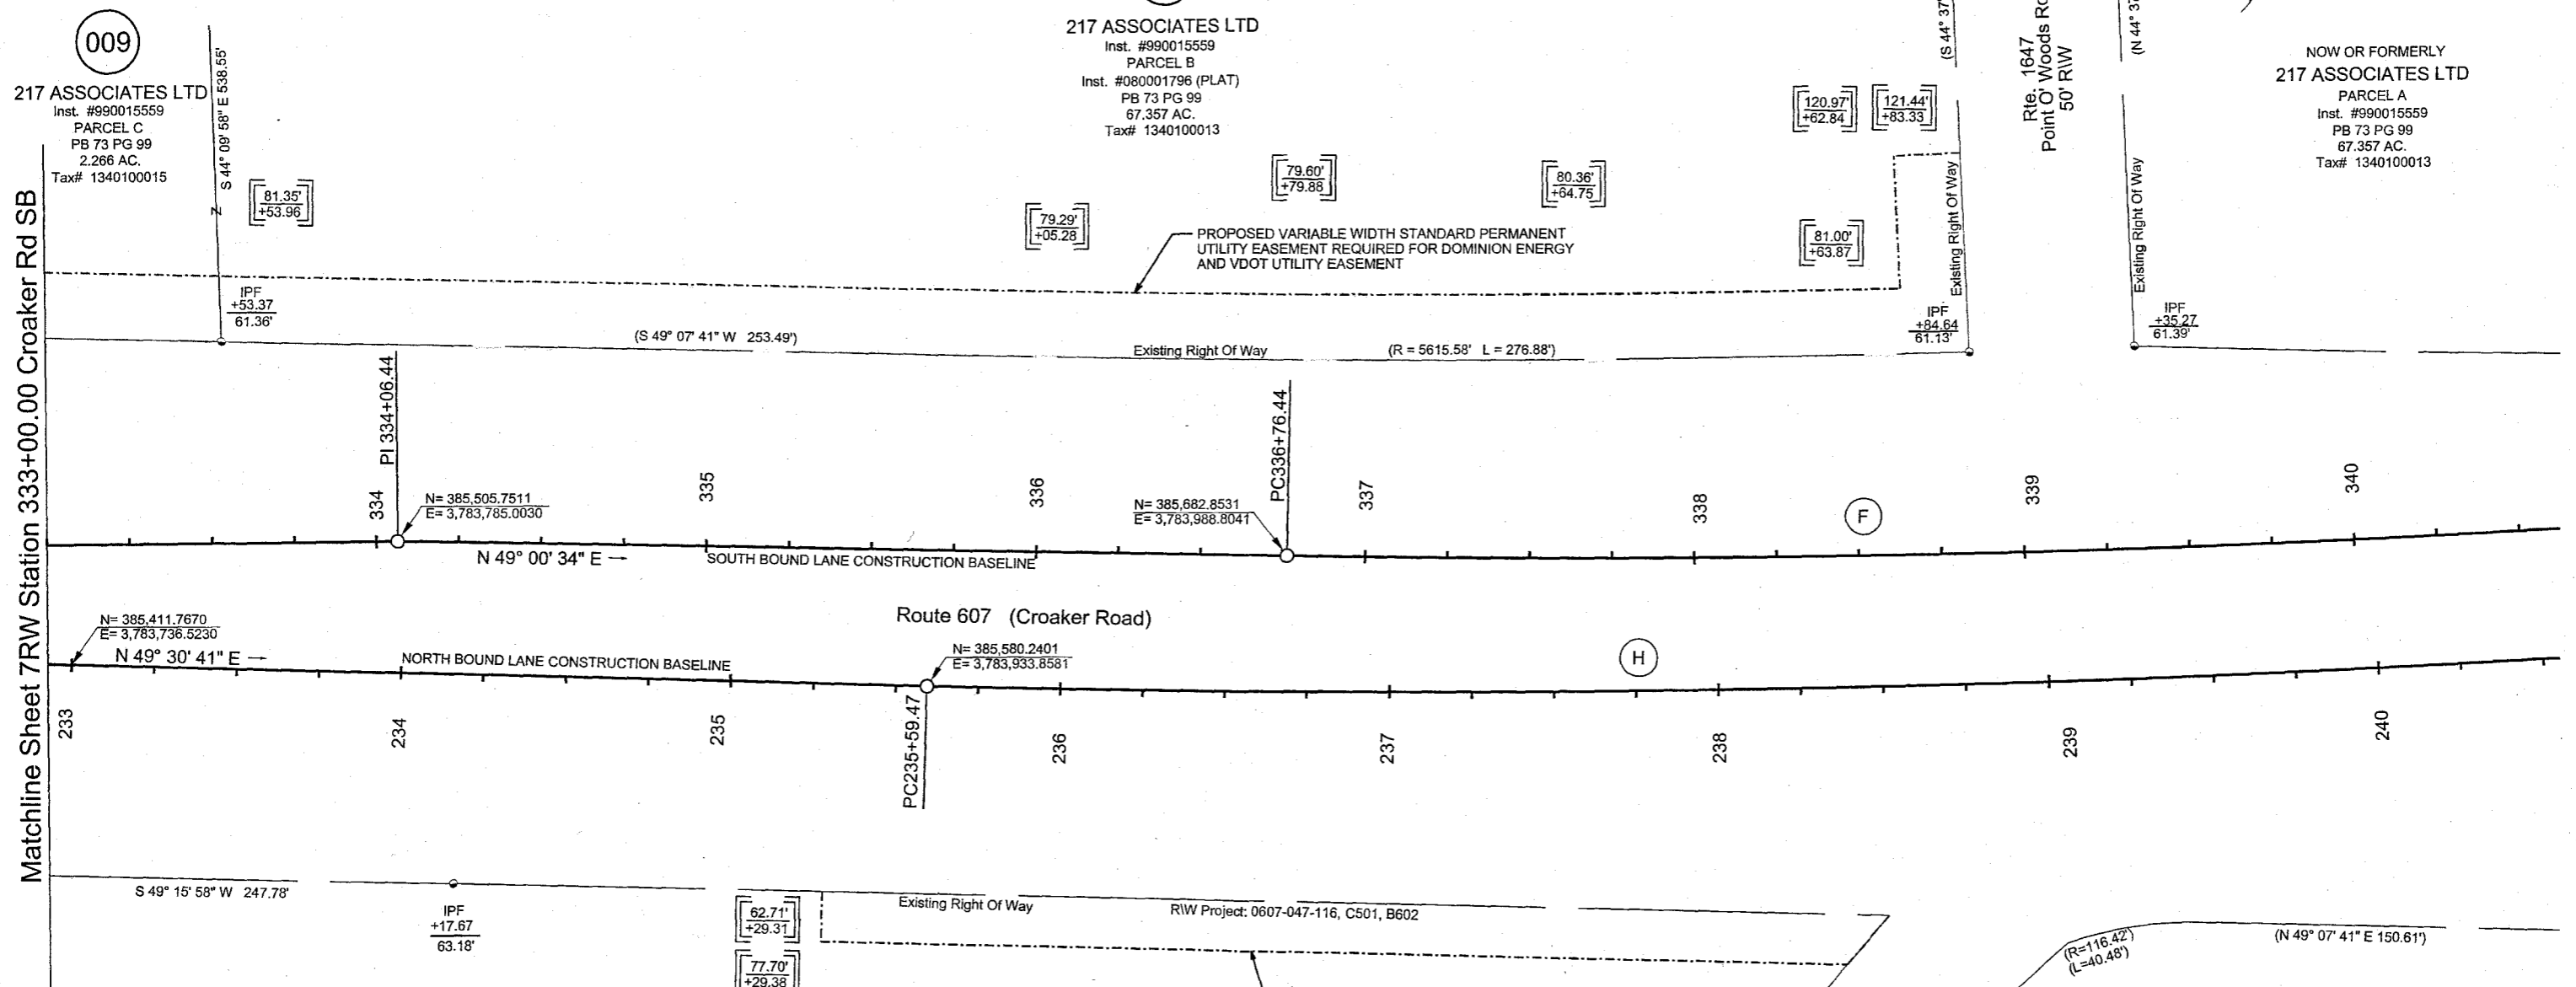 009
217 ASSOCIATES LTD
Inst. #990015559
PARCEL C
PB 73 PG 99
2.266 AC.
Tax# 1340100015
S 44° 09' 58" E 538.55'
81.35'
+53.96
IPF
+53.37
61.36'
217 ASSOCIATES LTD
Inst. #990015559
PARCEL B
Inst. #080001796 (PLAT)
PB 73 PG 99
67.357 AC.
Tax# 1340100013
79.29'
+05.28
79.60'
+79.88
80.36'
+64.75
120.97'
+62.84
121.44'
+83.33
81.00'
+63.87
PROPOSED VARIABLE WIDTH STANDARD PERMANENT
UTILITY EASEMENT REQUIRED FOR DOMINION ENERGY
AND VDOT UTILITY EASEMENT
(S 44° 37'
Existing Right Of Way
Rte. 1647
Point O' Woods Ro
50' R\W
(N 44° 37
Existing Right Of Way
NOW OR FORMERLY
217 ASSOCIATES LTD
PARCEL A
Inst. #990015559
PB 73 PG 99
67.357 AC.
Tax# 1340100013
IPF
+84.64
61.13'
IPF
+35.27
61.39'
(S 49° 07' 41" W 253.49')
Existing Right Of Way
(R = 5615.58' L = 276.88')
Matchline Sheet 7RW Station 333+00.00 Croaker Rd SB
PI 334+06.44
PC336+76.44
334
335
336
337
338
339
340
F
N= 385,505.7511
E= 3,783,785.0030
N= 385,682.8531
E= 3,783,988.8041
N 49° 00' 34" E
SOUTH BOUND LANE CONSTRUCTION BASELINE
Route 607 (Croaker Road)
N= 385,411.7670
E= 3,783,736.5230
N 49° 30' 41" E
NORTH BOUND LANE CONSTRUCTION BASELINE
N= 385,580.2401
E= 3,783,933.8581
H
PC235+59.47
233
234
235
236
237
238
239
240
S 49° 15' 58" W 247.78'
IPF
+17.67
63.18'
62.71'
+29.31
77.70'
+29.38
Existing Right Of Way
R\W Project: 0607-047-116, C501, B602
(R=116.42')
(L=40.48')
(N 49° 07' 41" E 150.61')